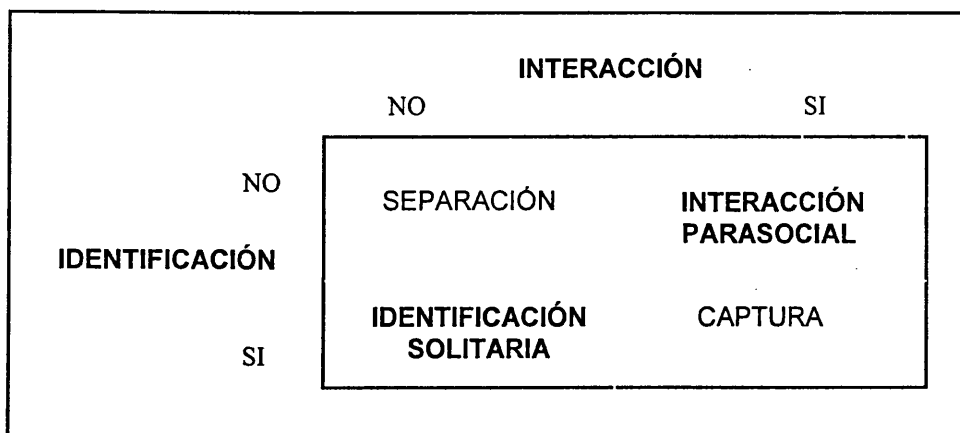 INTERACCIÓN
NO SI
NO
SEPARACIÓN INTERACCIÓN
PARASOCIAL
IDENTIFICACIÓN
IDENTIFICACIÓN CAPTURA
SOLITARIA
SI